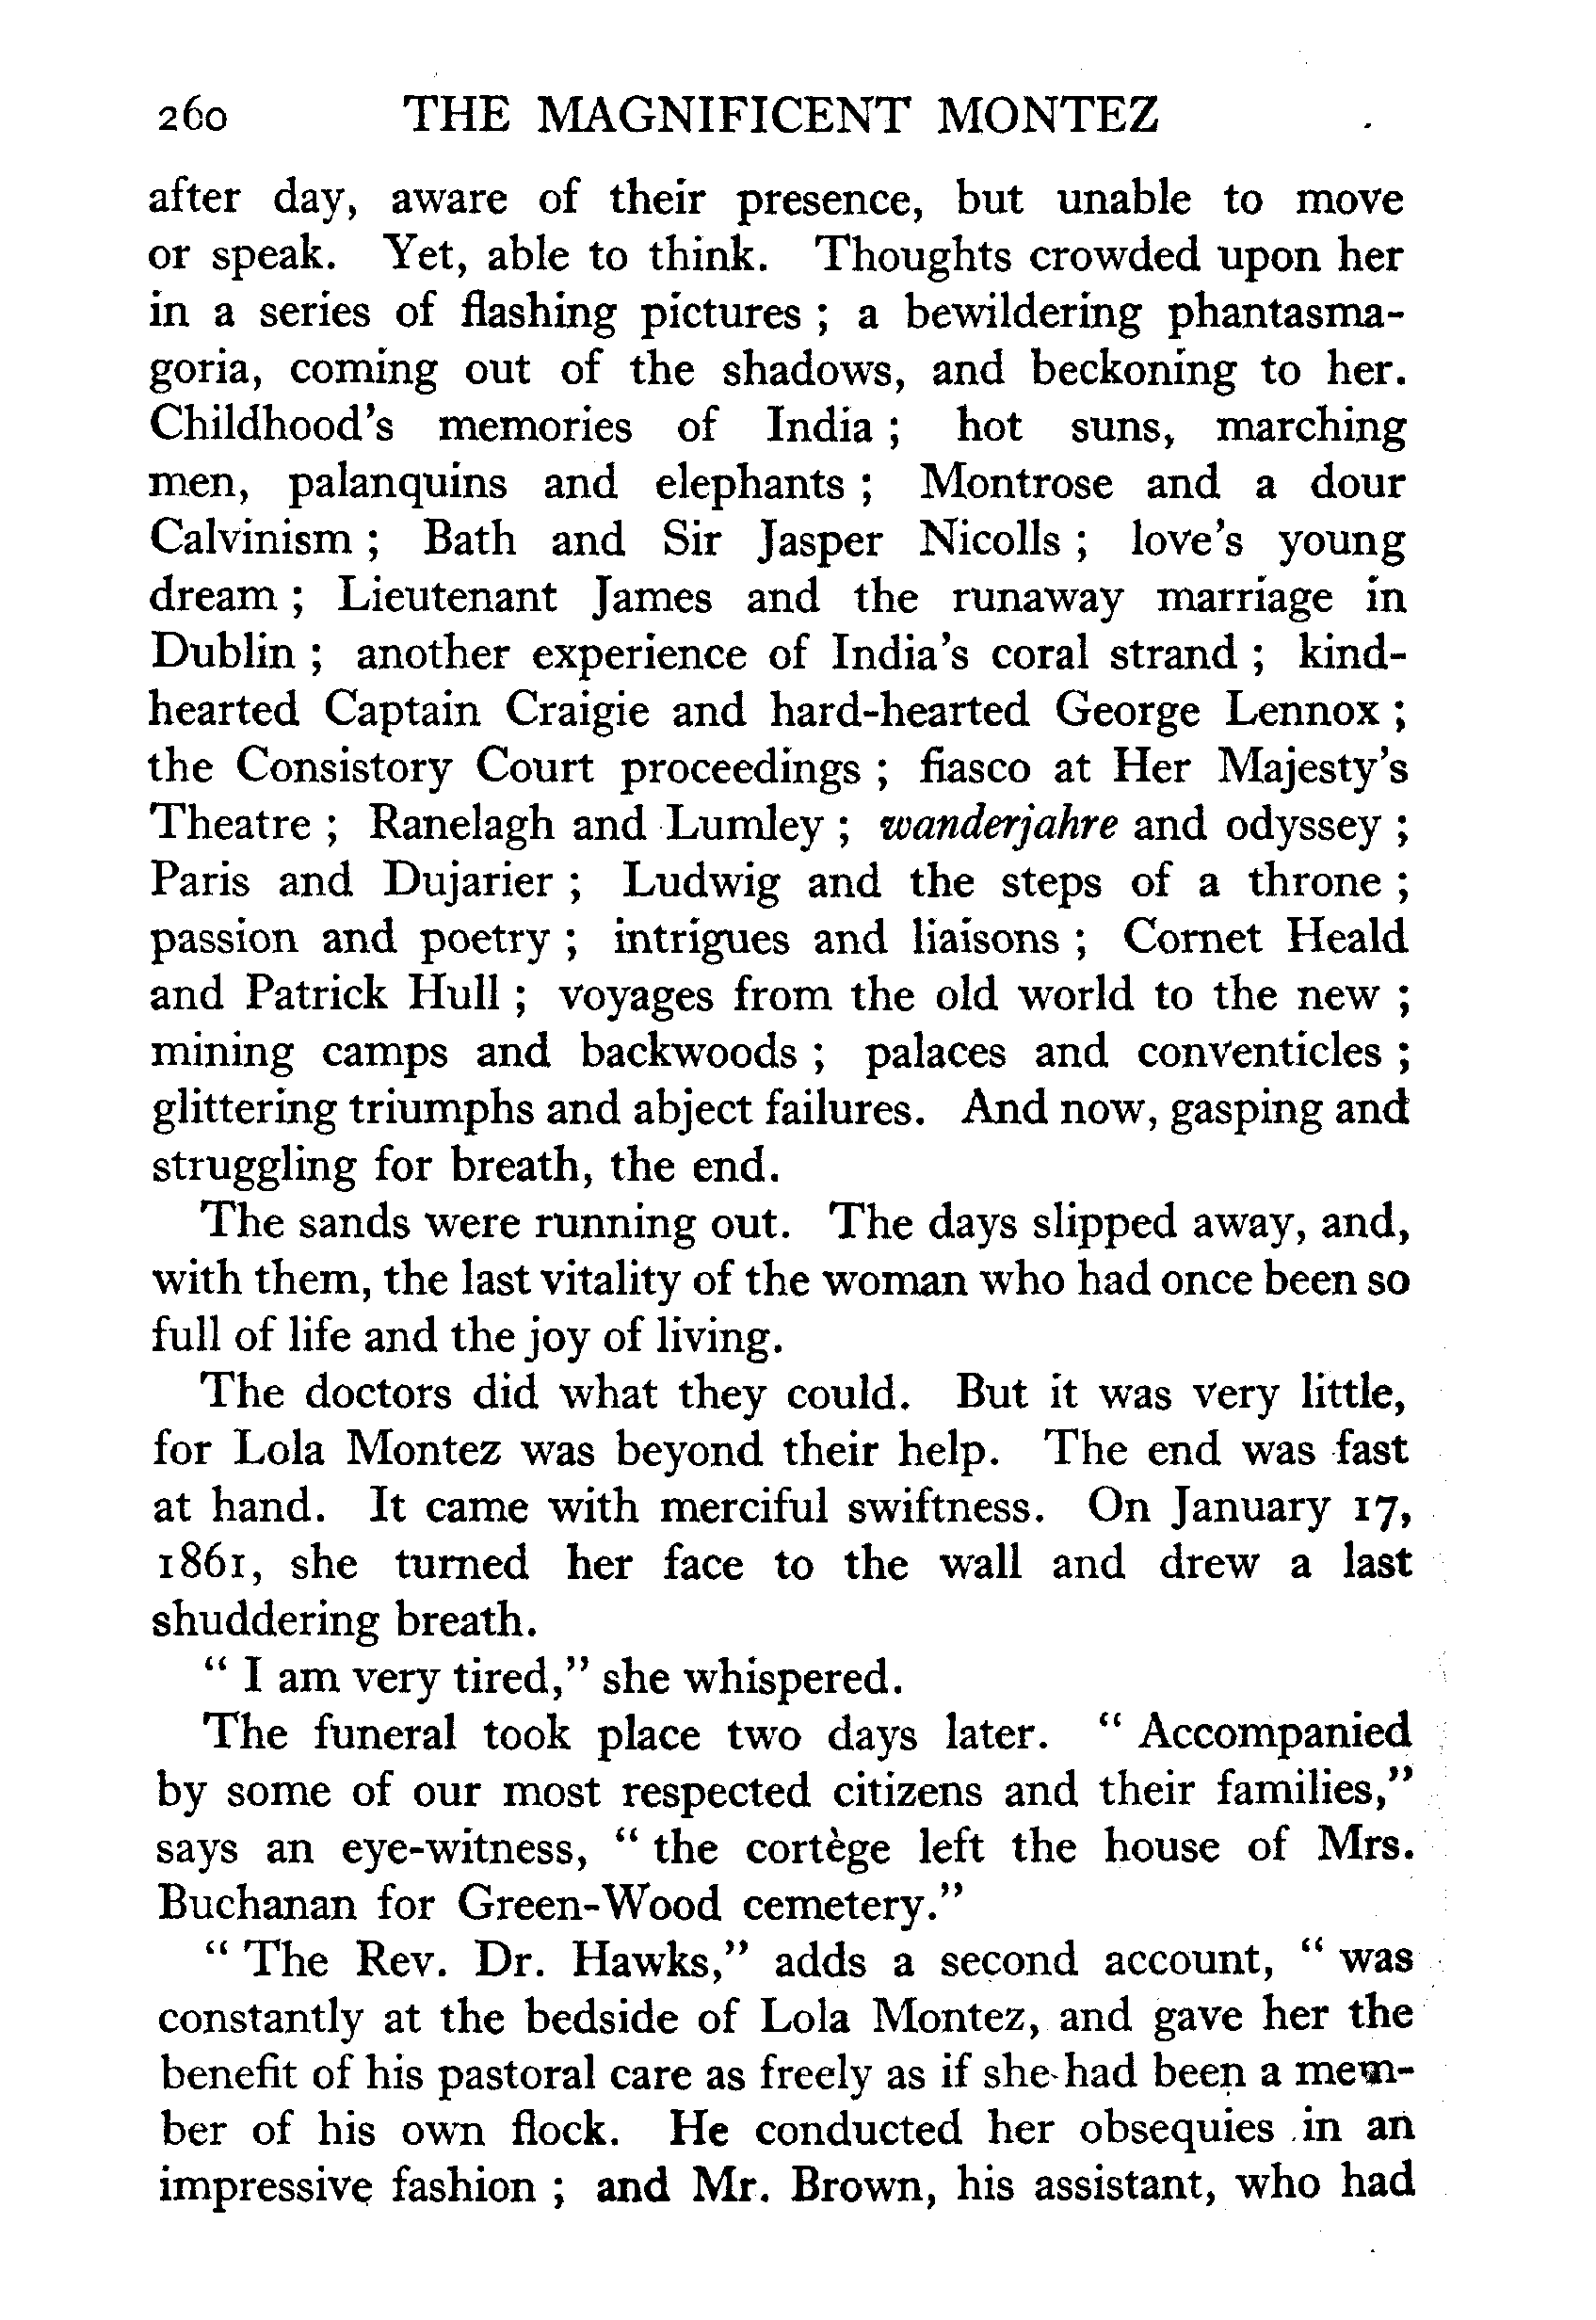 260 THE MAGNIFICENT MONTEZ
after day, aware of their presence, but unable to move
or speak. Yet, able to think. Thoughts crowded upon her
in a series of flashing pictures ; a bewildering phantasma-
goria, coming out of the shadows, and beckoning to her.
Childhood's memories of India ; hot suns, marching
men, palanquins and elephants ; Montrose and a dour
Calvinism ; Bath and Sir Jasper Nicolls ; love's young
dream ; Lieutenant James and the runaway marriage in
Dublin ; another experience of India's coral strand ; kind-
hearted Captain Craigie and hard-hearted George Lennox ;
the Consistory Court proceedings ; fiasco at Her Majesty's
Theatre ; Ranelagh and Lumley ; wanderjahre and odyssey ;
Paris and Dujarier ; Ludwig and the steps of a throne ;
passion and poetry ; intrigues and liaisons ; Cornet Heald
and Patrick Hull ; voyages from the old world to the new ;
mining camps and backwoods ; palaces and conventicles ;
glittering triumphs and abject failures. And now, gasping and
struggling for breath, the end.
The sands were running out. The days slipped away, and,
with them, the last vitality of the woman who had once been so
full of life and the joy of living.
The doctors did what they could. But it was very little,
for Lola Montez was beyond their help. The end was fast
at hand. It came with merciful swiftness. On January 17,
1861, she turned her face to the wall and drew a last
shuddering breath.
" I am very tired," she whispered.
The funeral took place two days later. " Accompanied
by some of our most respected citizens and their families,"
says an eye-witness, " the cortège left the house of Mrs.
Buchanan for Green-Wood cemetery."
" The Rev. Dr. Hawks," adds a second account, " was
constantly at the bedside of Lola Montez, and gave her the
benefit of his pastoral care as freely as if she had been a mem-
ber of his own flock. He conducted her obsequies in an
impressive fashion ; and Mr. Brown, his assistant, who had